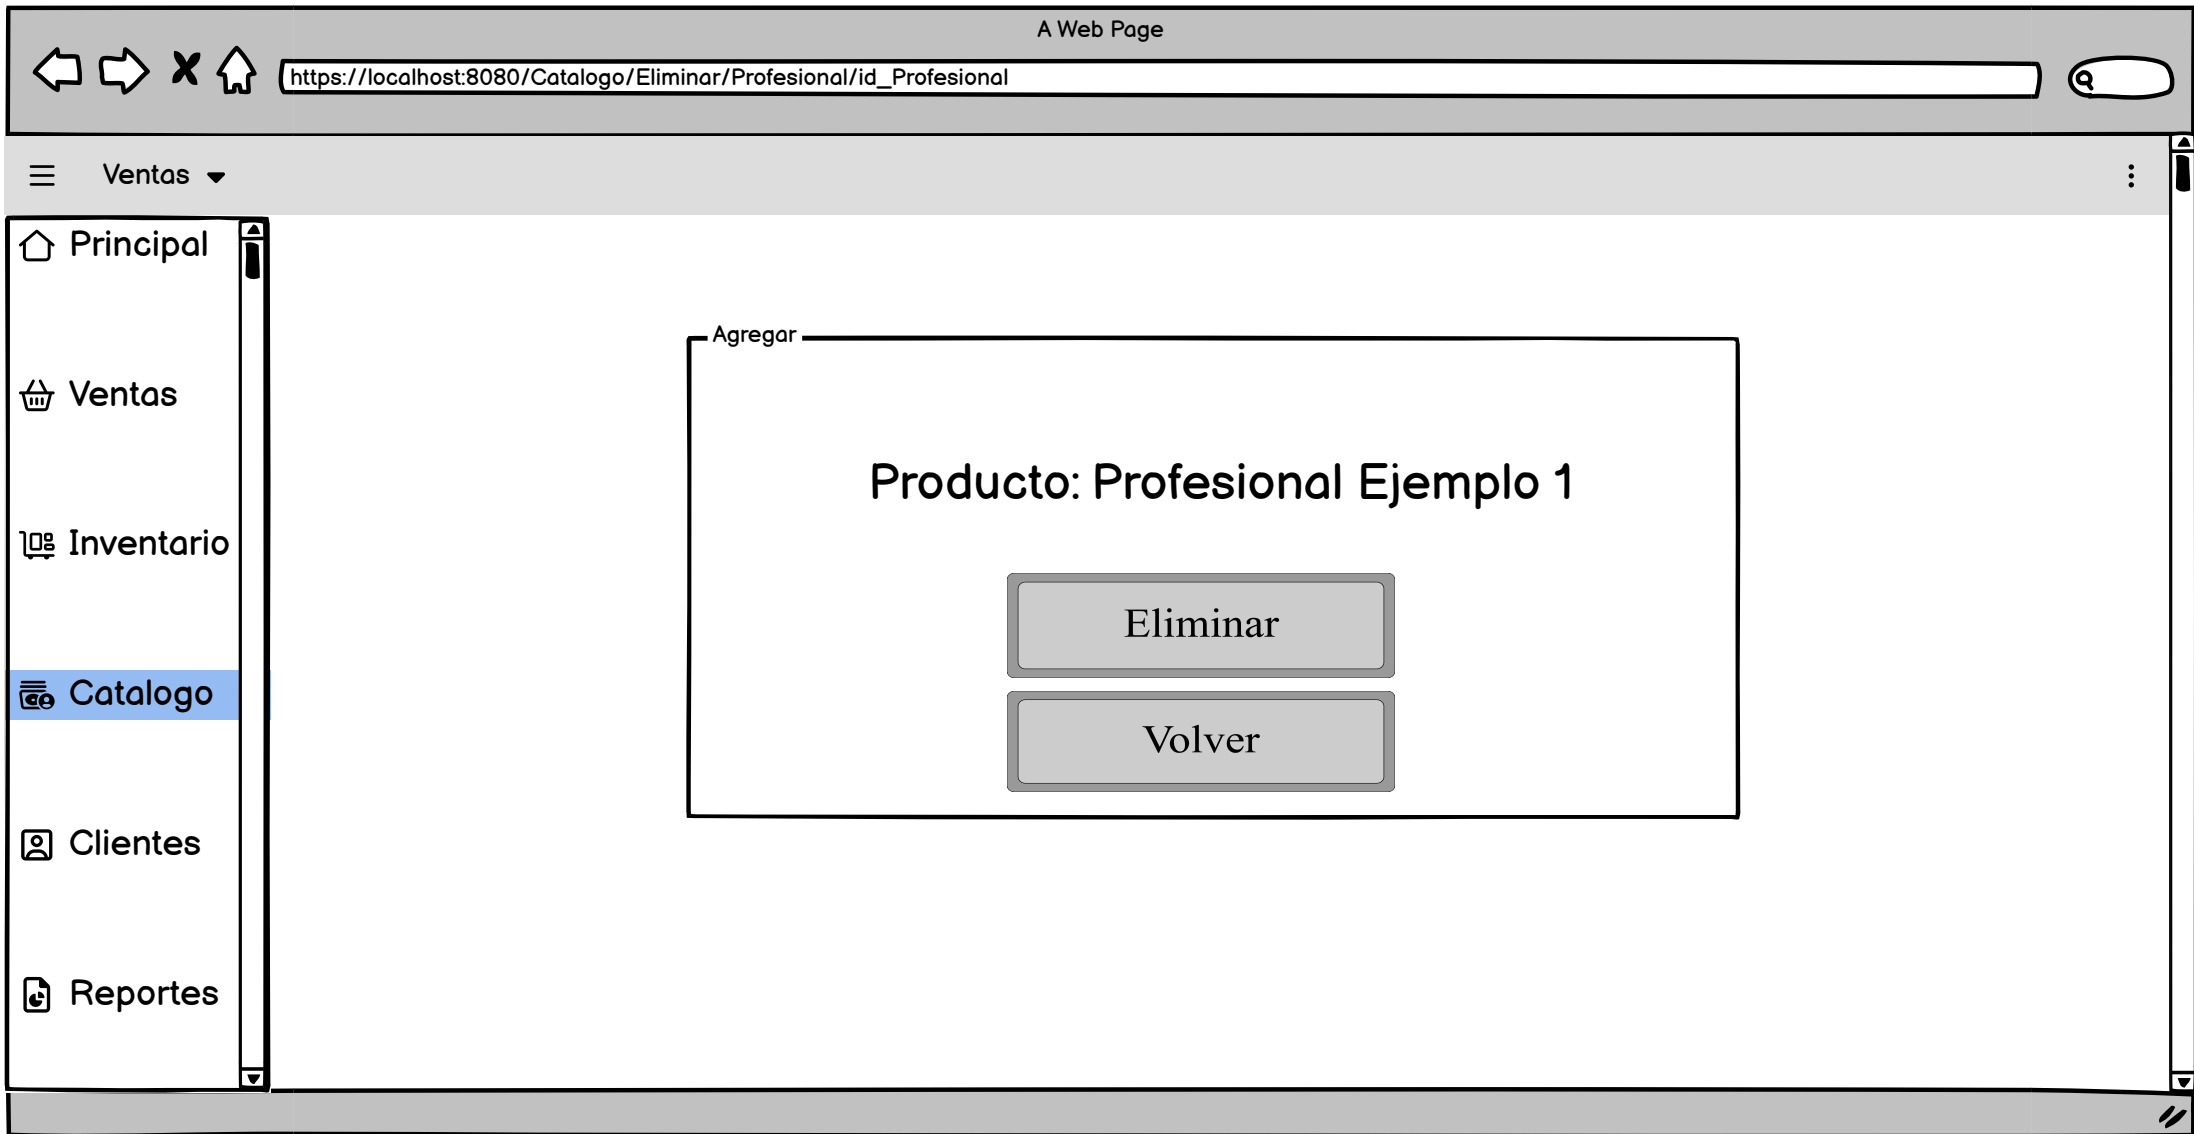 A Web Page
https://localhost:8080/Catalogo/Eliminar/Profesional/id_Profesional
Ventas
Principal
Ventas
Inventario
Catalogo
Clientes
Reportes
Agregar
Producto: Profesional Ejemplo 1
Eliminar
Volver